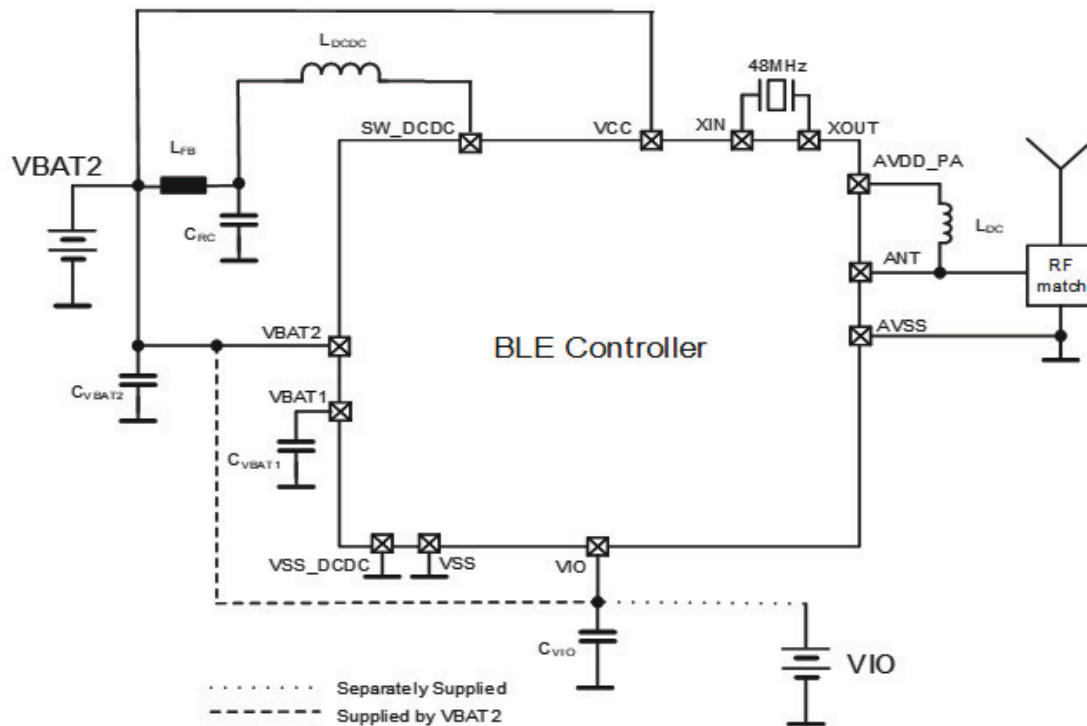 LDCDC
48MHz
SW_DCDC
VCC
XIN
XOUT
LFB
VBAT2
AVDD_PA
CRC
LDC
ANT
RF
match
VBAT2
BLE Controller
AVSS
CVBAT2
VBAT1
CVBAT1
VSS_DCDC
VSS
VIO
CVIO
VIO
Separately Supplied
Supplied by VBAT2